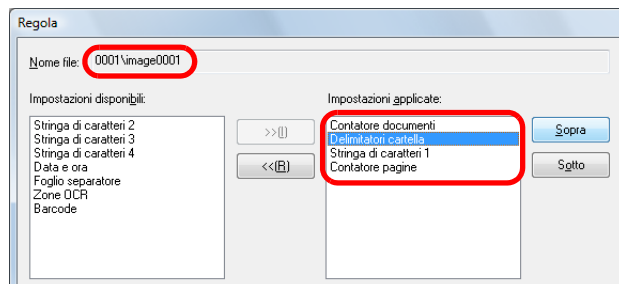 Regola
Nome file: 0001\image0001
Impostazioni disponibili:
Stringa di caratteri 2
Stringa di caratteri 3
Stringa di caratteri 4
Data e ora
Foglio separatore
Zone OCR
Barcode
>>(I)
<<(R)
Impostazioni applicate:
Contatore documenti
Delimitatori cartella
Stringa di caratteri 1
Contatore pagine
Sopra
Sotto